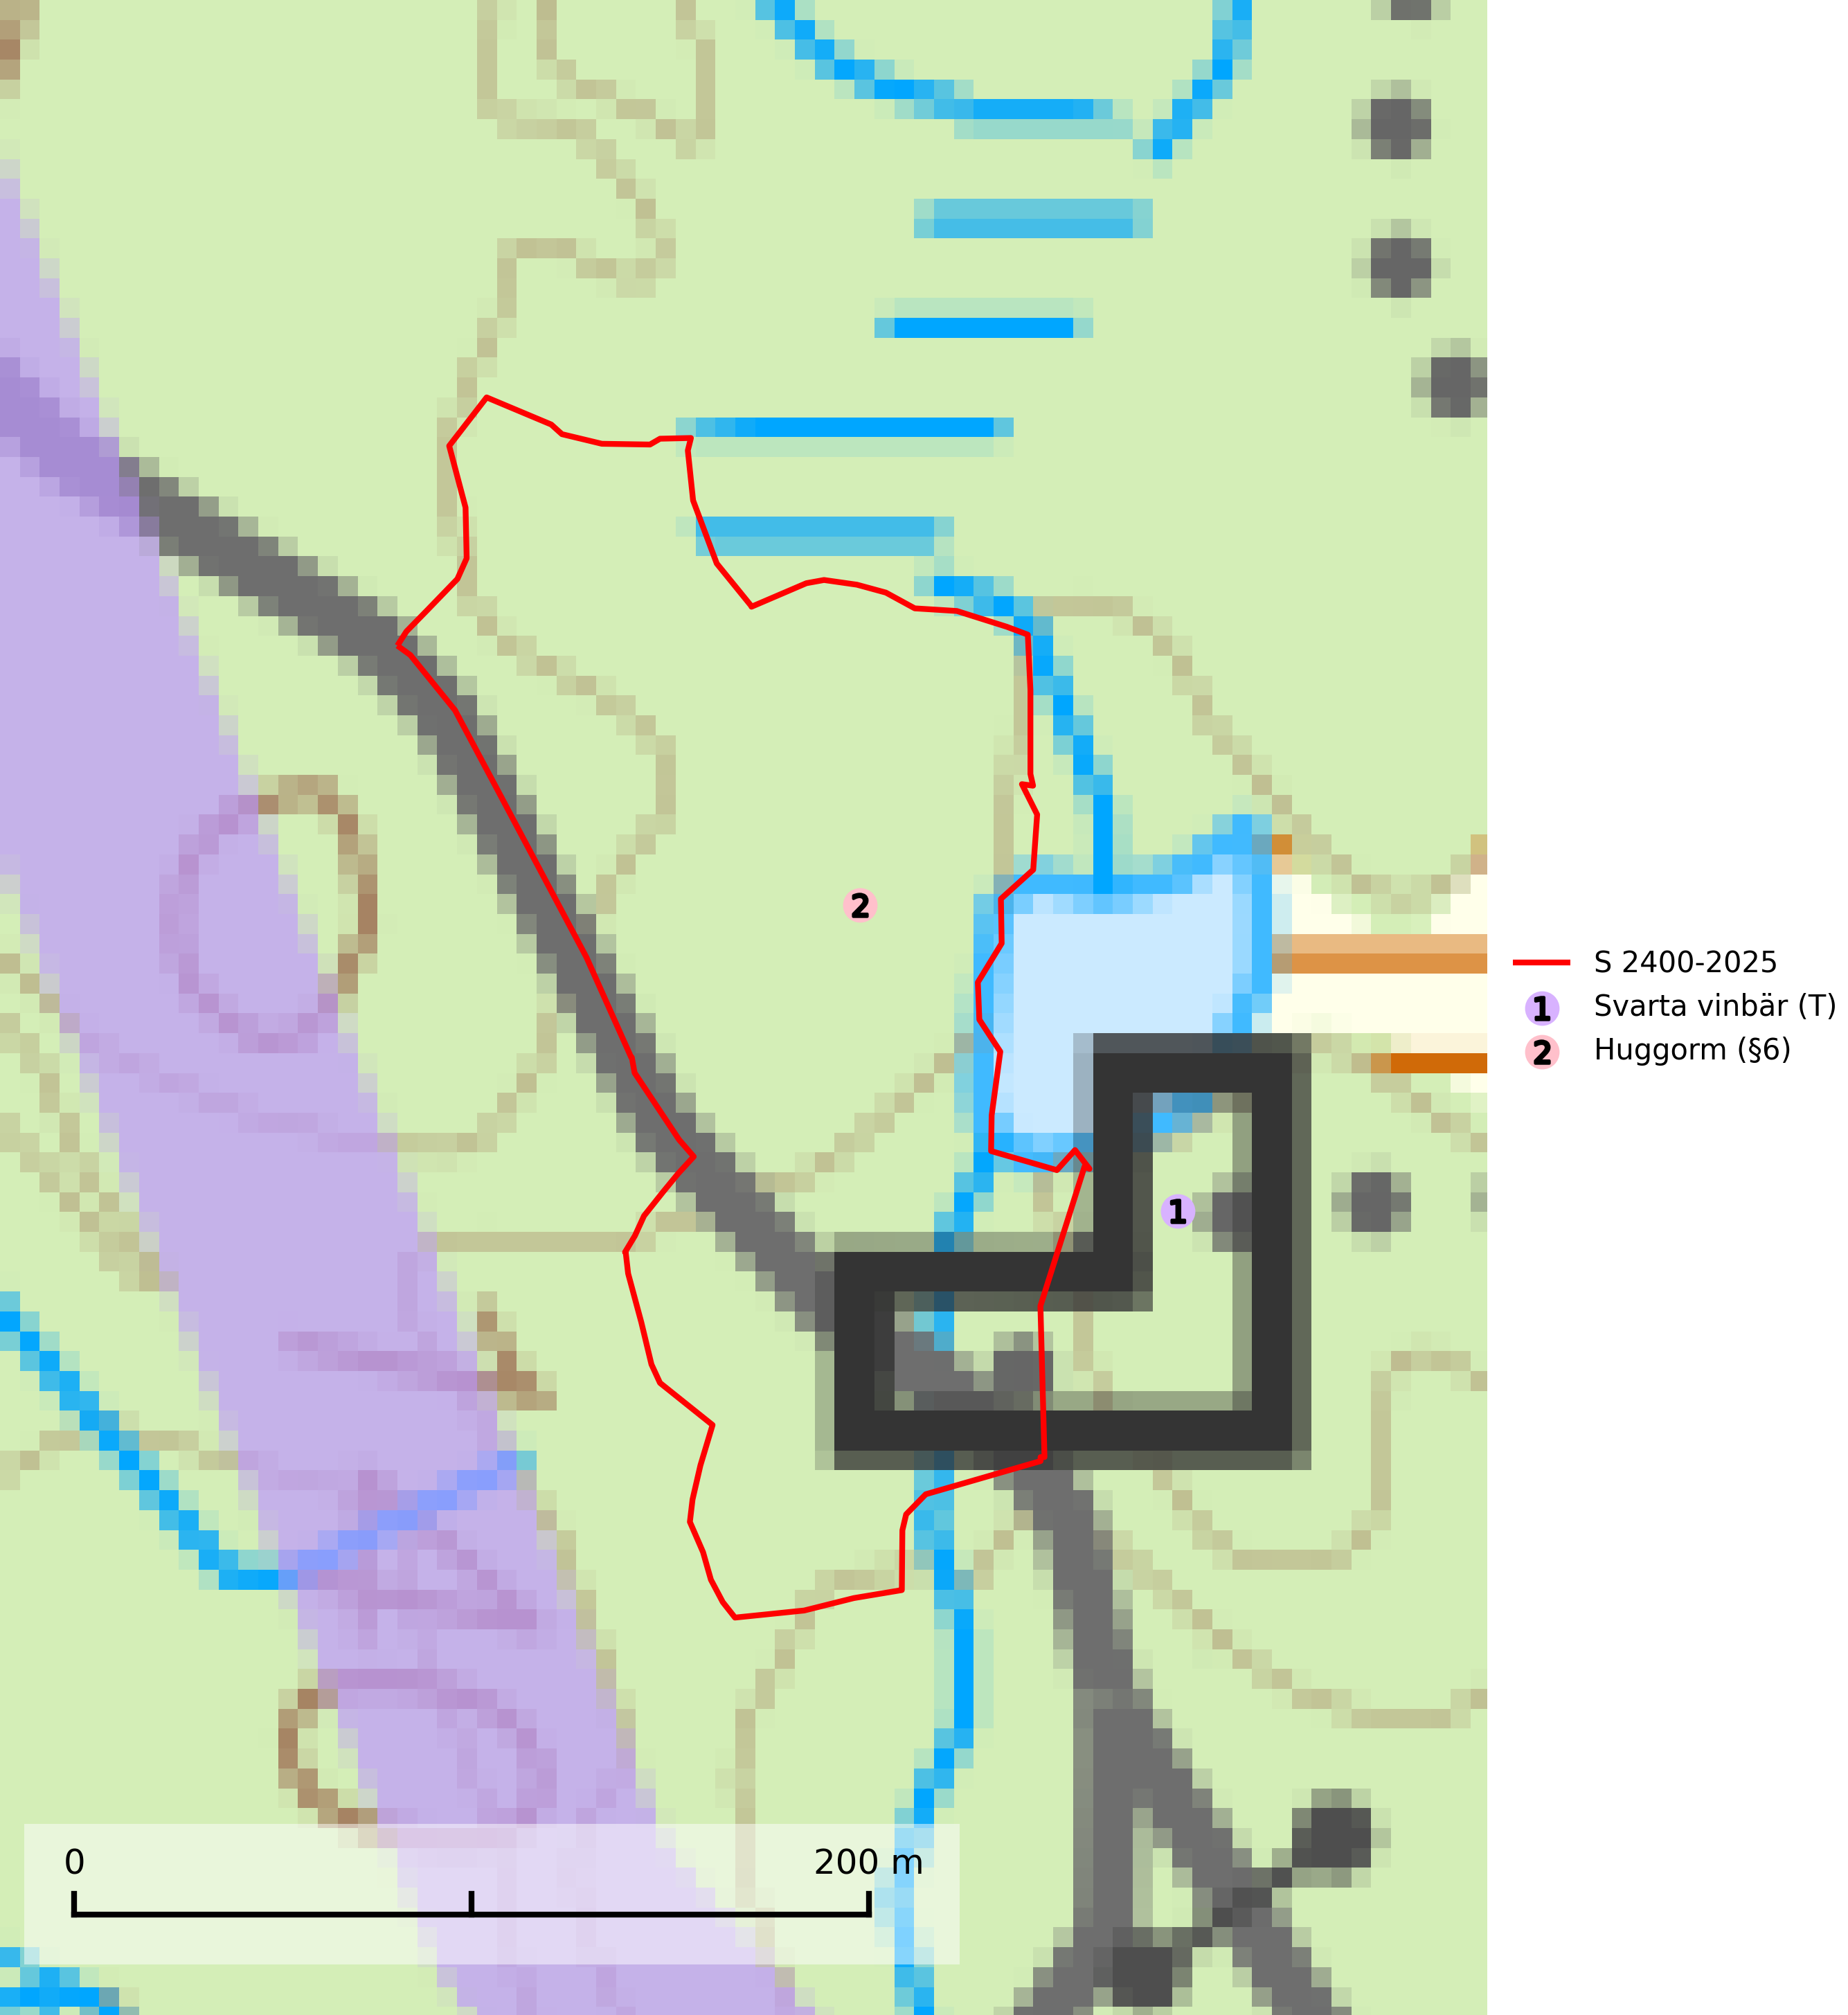 2
1
S 2400-2025
1 Svarta vinbär (T)
2 Huggorm (§6)
0 200 m